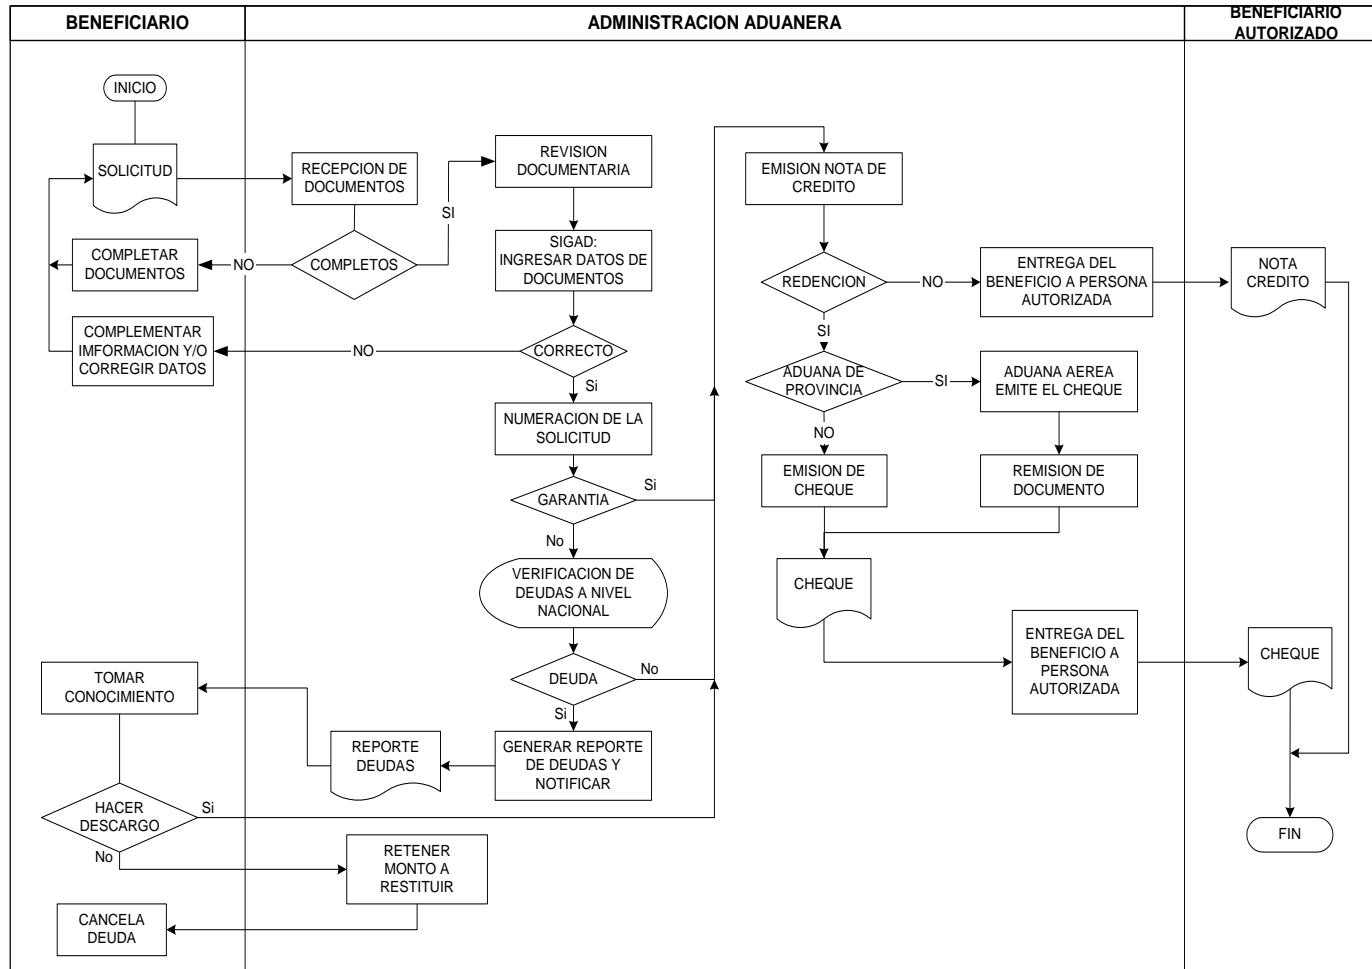 BENEFICIARIO
ADMINISTRACION ADUANERA
BENEFICIARIO
AUTORIZADO
INICIO
SOLICITUD
RECEPCION DE
DOCUMENTOS
SI
REVISION
DOCUMENTARIA
EMISION NOTA DE
CREDITO
COMPLETAR
DOCUMENTOS
NO
COMPLETOS
SIGAD:
INGRESAR DATOS DE
DOCUMENTOS
REDENCION
NO
ENTREGA DEL
BENEFICIO A PERSONA
AUTORIZADA
NOTA
CREDITO
SI
COMPLEMENTAR
IMFORMACION Y/O
CORREGIR DATOS
NO
CORRECTO
Si
ADUANA DE
PROVINCIA
SI
ADUANA AEREA
EMITE EL CHEQUE
NO
NUMERACION DE LA
SOLICITUD
EMISION DE
CHEQUE
REMISION DE
DOCUMENTO
GARANTIA
Si
No
VERIFICACION DE
DEUDAS A NIVEL
NACIONAL
CHEQUE
ENTREGA DEL
BENEFICIO A
PERSONA
AUTORIZADA
CHEQUE
DEUDA
No
Si
TOMAR
CONOCIMIENTO
REPORTE
DEUDAS
GENERAR REPORTE
DE DEUDAS Y
NOTIFICAR
HACER
DESCARGO
Si
No
FIN
RETENER
MONTO A
RESTITUIR
CANCELA
DEUDA